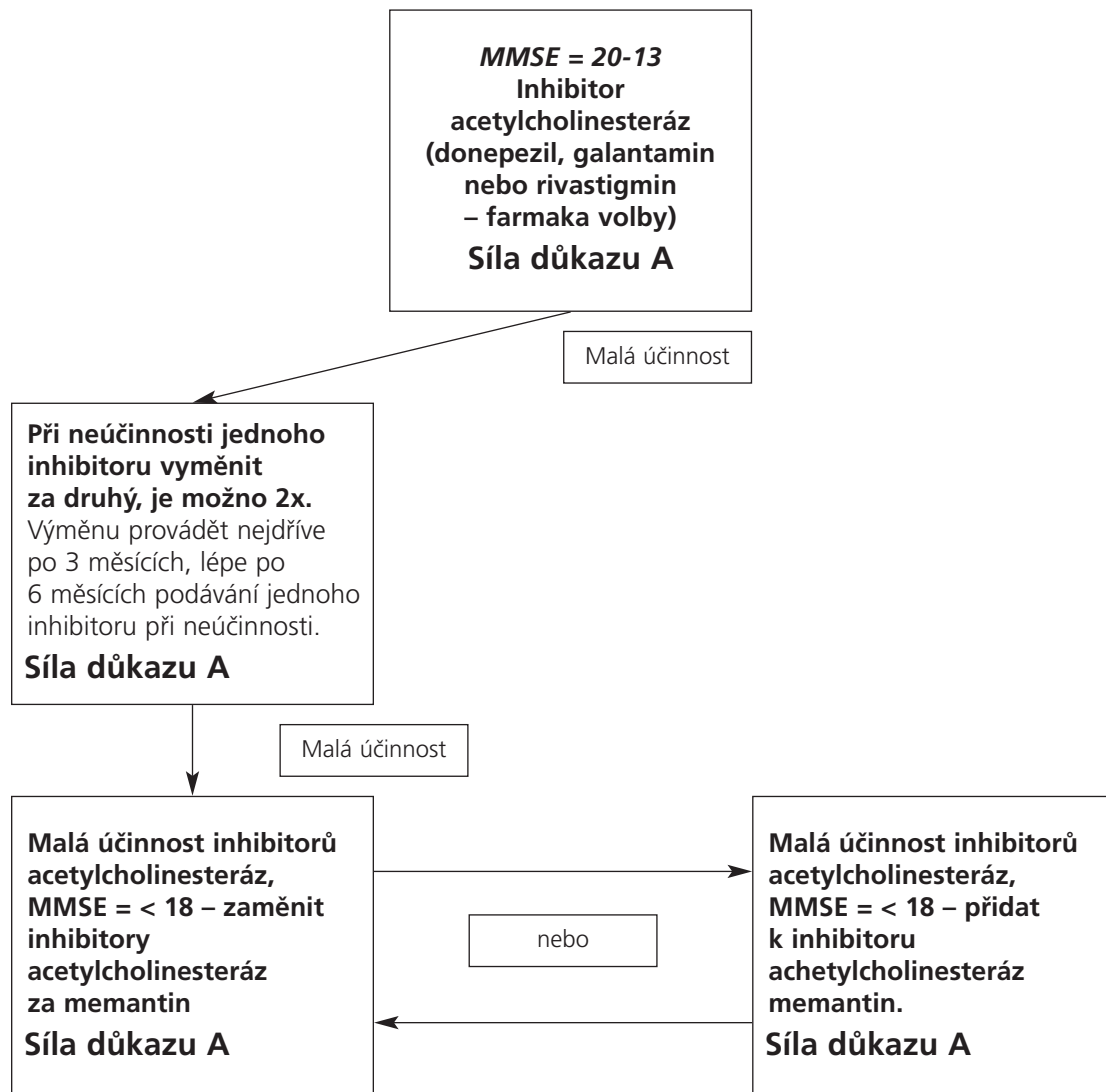 MMSE = 20-13
Inhibitor
acetylcholinesteráz
(donepezil, galantamin
nebo rivastigmin
– farmaka volby)
Síla důkazu A
Malá účinnost
Při neúčinnosti jednoho
inhibitoru vyměnit
za druhý, je možno 2x.
Výměnu provádět nejdříve
po 3 měsících, lépe po
6 měsících podávání jednoho
inhibitoru při neúčinnosti.
Síla důkazu A
Malá účinnost
Malá účinnost inhibitorů
acetylcholinesteráz,
MMSE = < 18 – zaměnit
inhibitory
acetylcholinesteráz
za memantin
Síla důkazu A
nebo
Malá účinnost inhibitorů
acetylcholinesteráz,
MMSE = < 18 – přidat
k inhibitoru
achetylcholinesteráz
memantin.
Síla důkazu A